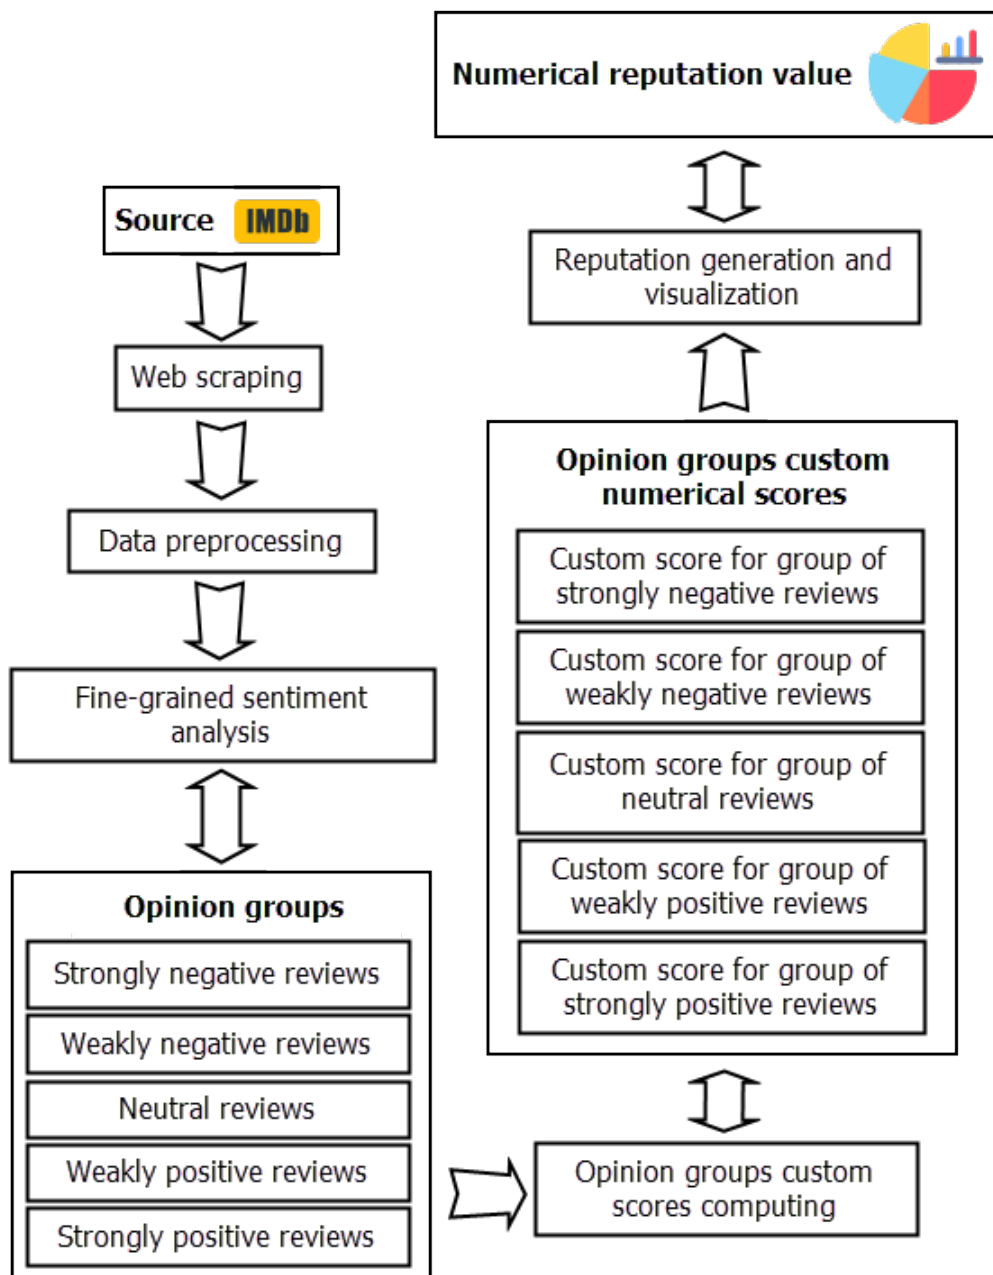 Numerical reputation value
Source IMDb
Reputation generation and
visualization
Web scraping
Data preprocessing
Fine-grained sentiment
analysis
Opinion groups
Strongly negative reviews
Weakly negative reviews
Neutral reviews
Weakly positive reviews
Strongly positive reviews
Opinion groups custom
numerical scores
Custom score for group of
strongly negative reviews
Custom score for group of
weakly negative reviews
Custom score for group of
neutral reviews
Custom score for group of
weakly positive reviews
Custom score for group of
strongly positive reviews
Opinion groups custom
scores computing